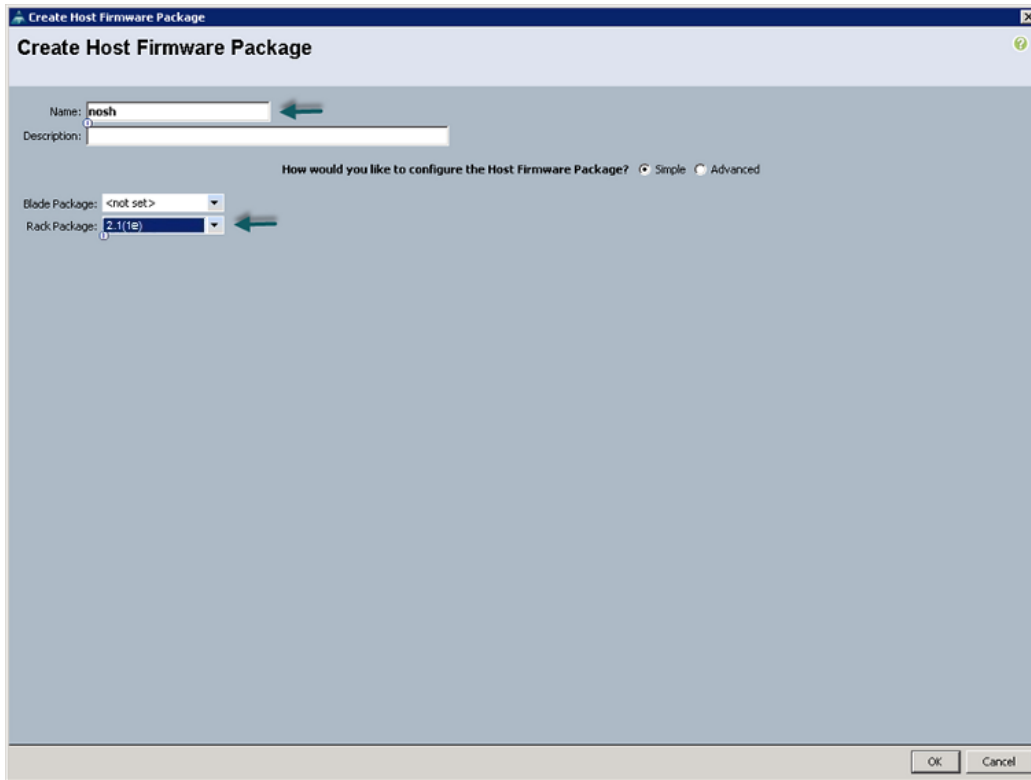 Create Host Firmware Package
Create Host Firmware Package
Name: nosh
Description:
How would you like to configure the Host Firmware Package? Simple Advanced
Blade Package: <not set>
Rack Package: 2.1(1e)
OK Cancel